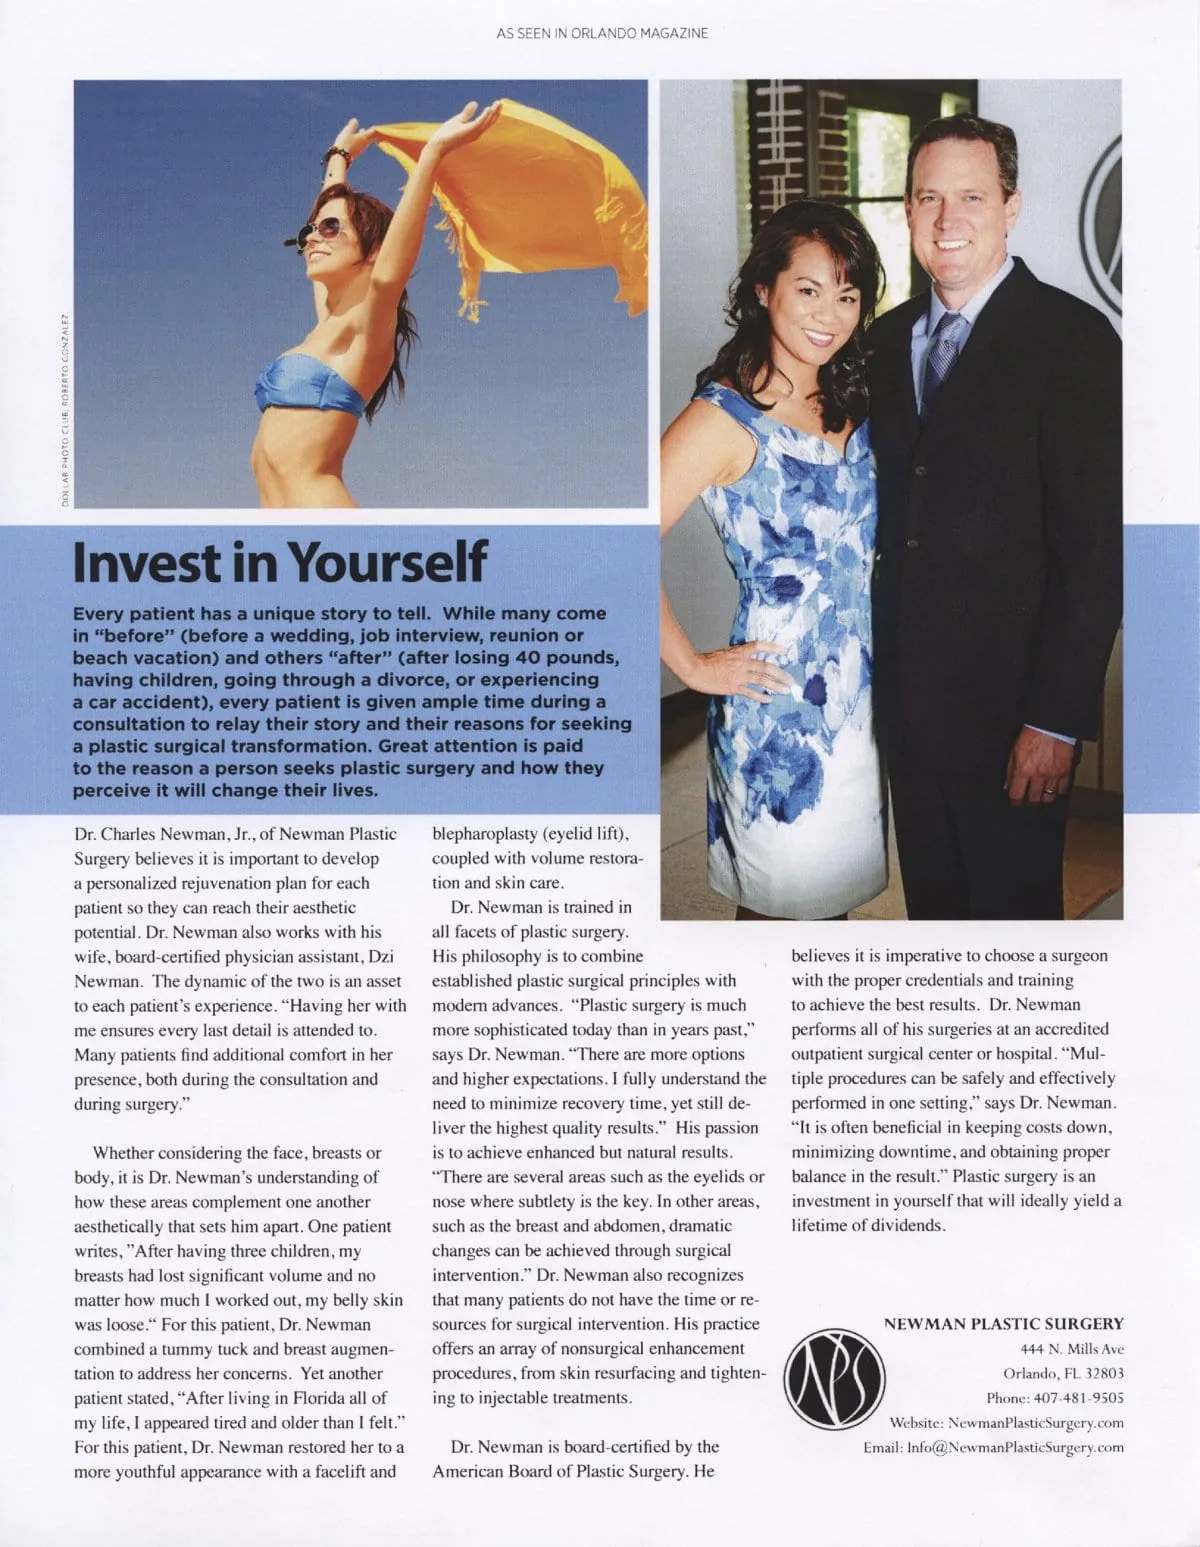 AS SEEN IN ORLANDO MAGAZINE
DOLLAR PHOTO CLUB, ROBERTO GONZALEZ
Invest in Yourself
Every patient has a unique story to tell. While many come
in “before” (before a wedding, job interview, reunion or
beach vacation) and others “after” (after losing 40 pounds,
having children, going through a divorce, or experiencing
a car accident), every patient is given ample time during a
consultation to relay their story and their reasons for seeking
a plastic surgical transformation. Great attention is paid
to the reason a person seeks plastic surgery and how they
perceive it will change their lives.
Dr. Charles Newman, Jr., of Newman Plastic
Surgery believes it is important to develop
a personalized rejuvenation plan for each
patient so they can reach their aesthetic
potential. Dr. Newman also works with his
wife, board-certified physician assistant, Dzi
Newman. The dynamic of the two is an asset
to each patient’s experience. “Having her with
me ensures every last detail is attended to.
Many patients find additional comfort in her
presence, both during the consultation and
during surgery.”
Whether considering the face, breasts or
body, it is Dr. Newman’s understanding of
how these areas complement one another
aesthetically that sets him apart. One patient
writes, ”After having three children, my
breasts had lost significant volume and no
matter how much I worked out, my belly skin
was loose.“ For this patient, Dr. Newman
combined a tummy tuck and breast augmen-
tation to address her concerns. Yet another
patient stated, “After living in Florida all of
my life, I appeared tired and older than I felt.”
For this patient, Dr. Newman restored her to a
more youthful appearance with a facelift and
blepharoplasty (eyelid lift),
coupled with volume restora-
tion and skin care.
Dr. Newman is trained in
all facets of plastic surgery.
His philosophy is to combine
established plastic surgical principles with
modern advances. “Plastic surgery is much
more sophisticated today than in years past,”
says Dr. Newman. “There are more options
and higher expectations. I fully understand the
need to minimize recovery time, yet still de-
liver the highest quality results.” His passion
is to achieve enhanced but natural results.
“There are several areas such as the eyelids or
nose where subtlety is the key. In other areas,
such as the breast and abdomen, dramatic
changes can be achieved through surgical
intervention.” Dr. Newman also recognizes
that many patients do not have the time or re-
sources for surgical intervention. His practice
offers an array of nonsurgical enhancement
procedures, from skin resurfacing and tighten-
ing to injectable treatments.
Dr. Newman is board-certified by the
American Board of Plastic Surgery. He
believes it is imperative to choose a surgeon
with the proper credentials and training
to achieve the best results. Dr. Newman
performs all of his surgeries at an accredited
outpatient surgical center or hospital. “Mul-
tiple procedures can be safely and effectively
performed in one setting,” says Dr. Newman.
“It is often beneficial in keeping costs down,
minimizing downtime, and obtaining proper
balance in the result.” Plastic surgery is an
investment in yourself that will ideally yield a
lifetime of dividends.
NPS
NEWMAN PLASTIC SURGERY
444 N. Mills Ave
Orlando, FL 32803
Phone: 407-481-9505
Website: NewmanPlasticSurgery.com
Email: Info@NewmanPlasticSurgery.com